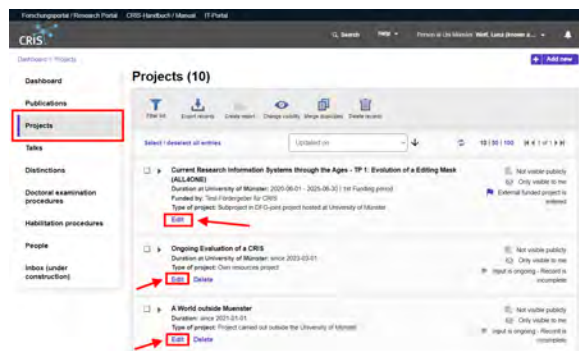 Forschungsportal / Research Portal CRIS-Handbuch / Manual IT-Portal
CRIS
Search Help Person at Uni Münster
Dashboard > Projects
Add new
Dashboard
Publications
Projects
Talks
Distinctions
Doctoral examination procedures
Habilitation procedures
People
Inbox (under construction)
Projects (10)
Filter list Export records Create report Change visibility Merge duplicates Delete records
Select / deselect all entries Updated on 10 | 50 | 100 1 of 1
Current Research Information Systems through the Ages - TP 1: Evolution of a Editing Mask
(ALL4ONE)
Duration at University of Münster: 2020-06-01 - 2025-06-30 | 1st Funding period
Funded by: Test-Fördergeber für CRIS
Type of project: Subproject in DFG-joint project hosted at University of Münster
Edit
Not visible publicly
Only visible to me
External funded project is
entered
Ongoing Evaluation of a CRIS
Duration at University of Münster: since 2023-03-01
Type of project: Own resources project
Edit Delete
Not visible publicly
Only visible to me
Input is ongoing - Record is
incomplete
A World outside Muenster
Duration: since 2021-01-01
Type of project: Project carried out outside the University of Münster
Edit Delete
Not visible publicly
Only visible to me
Input is ongoing - Record is
incomplete